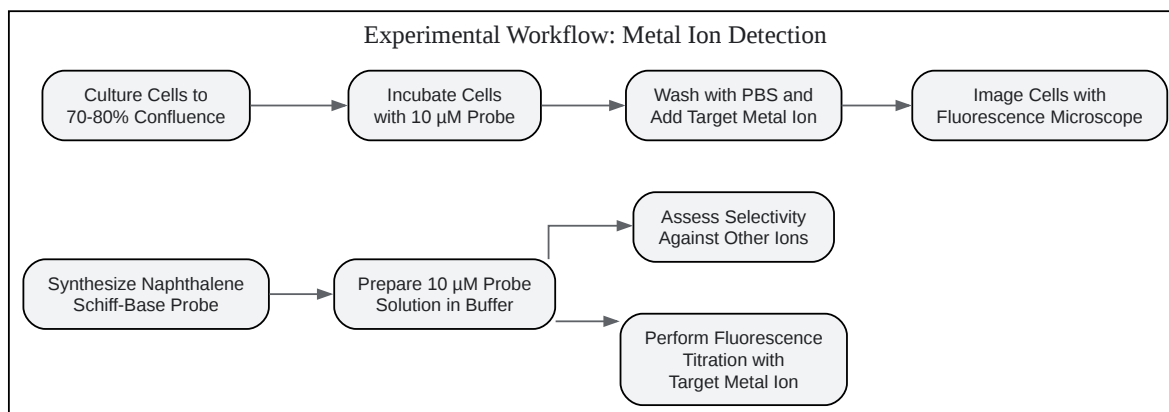 Experimental Workflow: Metal Ion Detection
Culture Cells to
70-80% Confluence
Incubate Cells
with 10 µM Probe
Wash with PBS and
Add Target Metal Ion
Image Cells with
Fluorescence Microscope
Assess Selectivity
Against Other Ions
Synthesize Naphthalene
Schiff-Base Probe
Prepare 10 µM Probe
Solution in Buffer
Perform Fluorescence
Titration with
Target Metal Ion